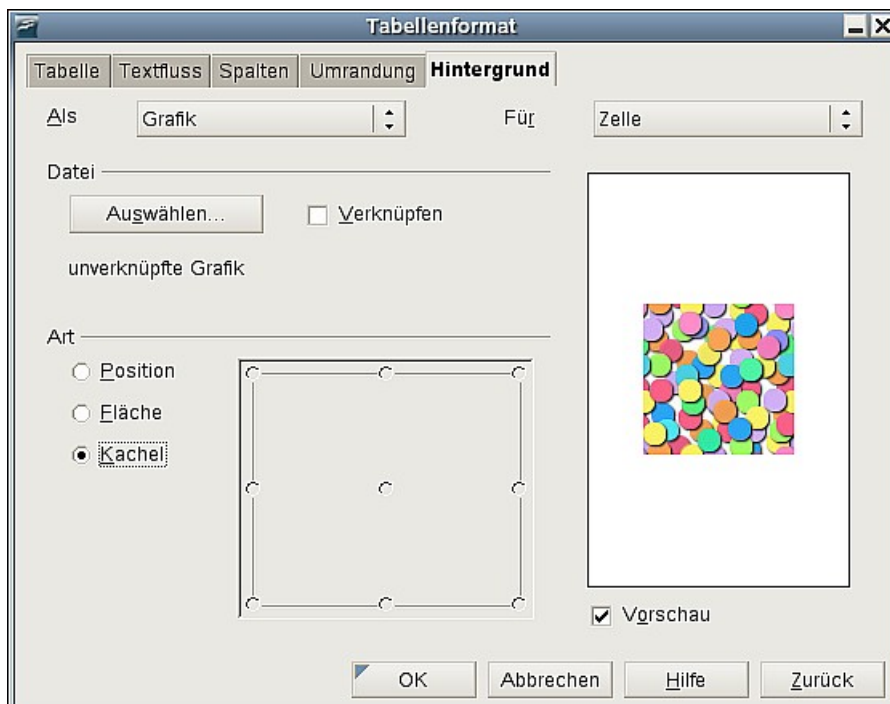 Tabellenformat
Tabelle Textfluss Spalten Umrandung Hintergrund
Als Grafik Für Zelle
Datei
Auswählen... Verknüpfen
unverknüpfte Grafik
Art
Position
Fläche
Kachel
Vorschau
OK Abbrechen Hilfe Zurück